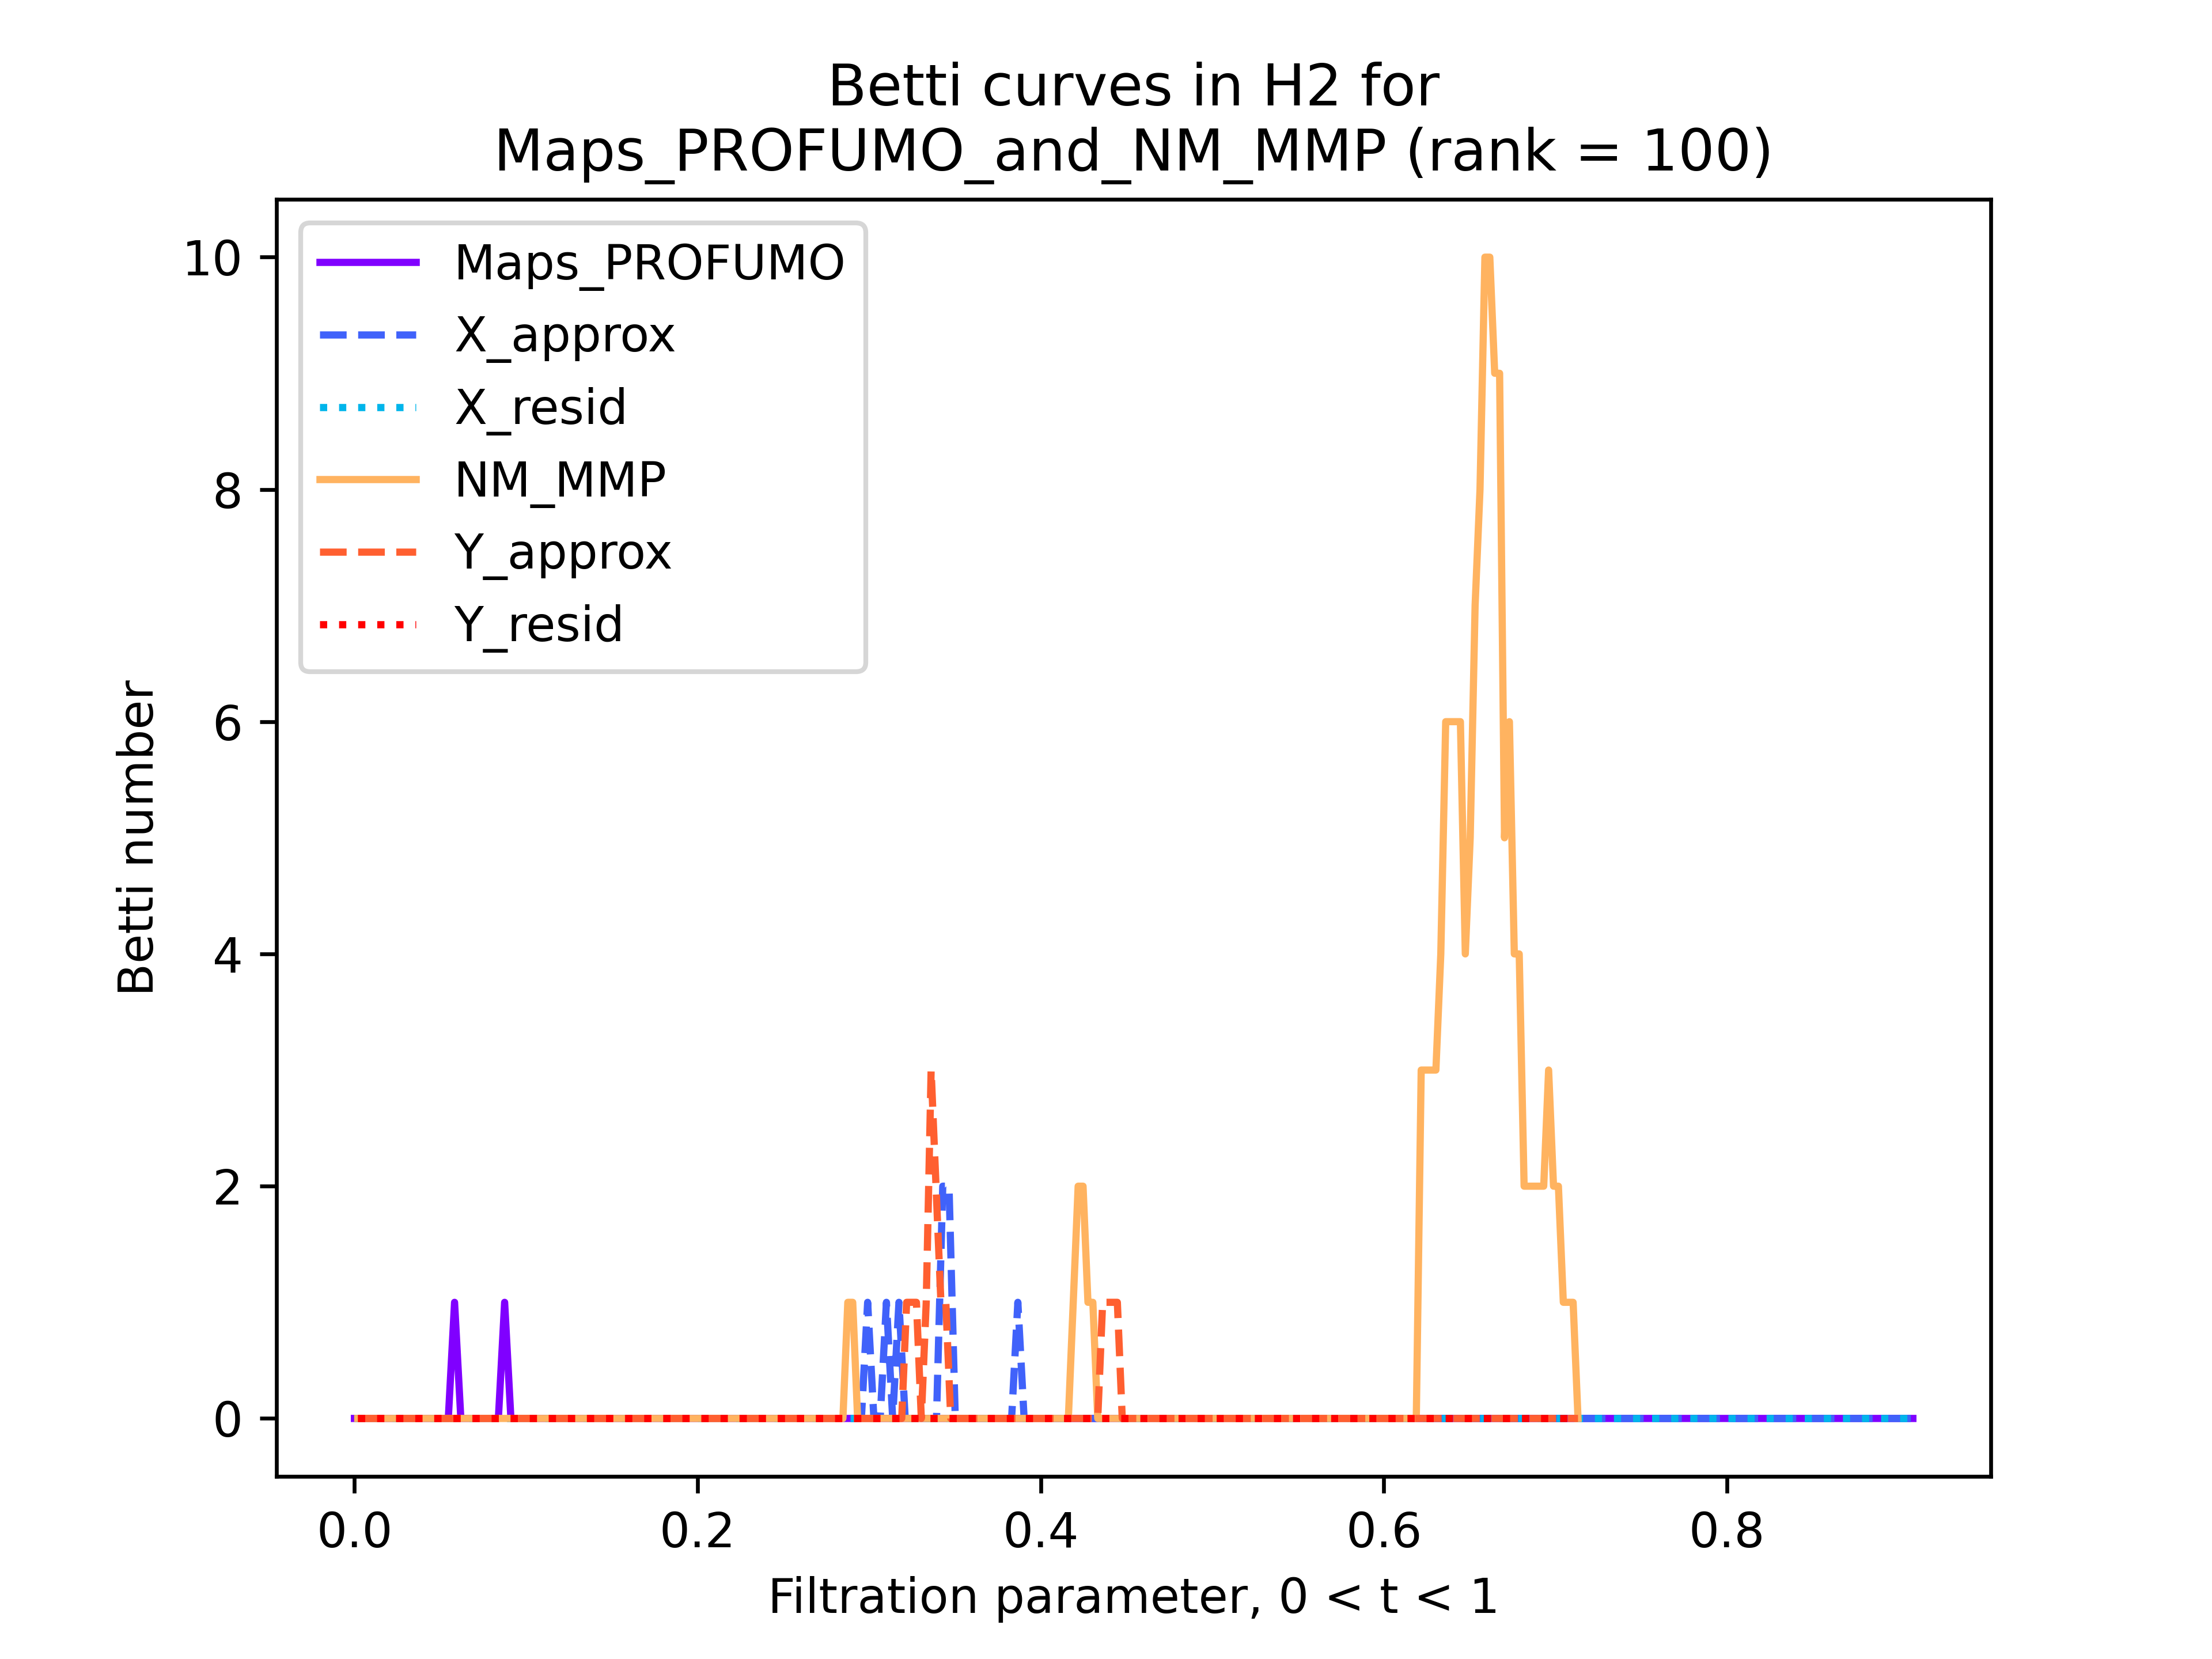 Betti curves in H2 for
Maps_PROFUMO_and_NM_MMP (rank = 100)
Maps_PROFUMO
X_approx
X_resid
NM_MMP
Y_approx
Y_resid
Betti number
10
8
6
4
2
0
0.0 0.2 0.4 0.6 0.8
Filtration parameter, 0 < t < 1